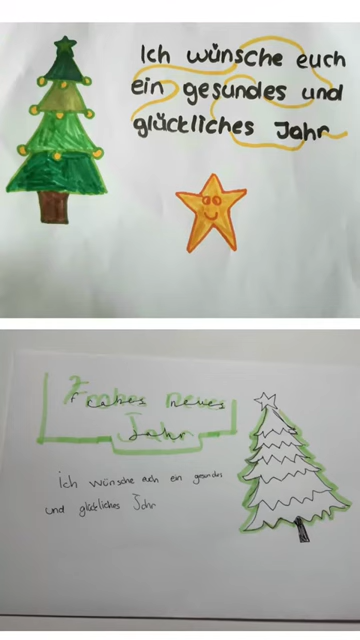 Ich wünsche euch
ein gesundes und
glückliches Jahr
Frohes neues
Jahr
ich wünsche euch ein gesundes
und glückliches Jahr